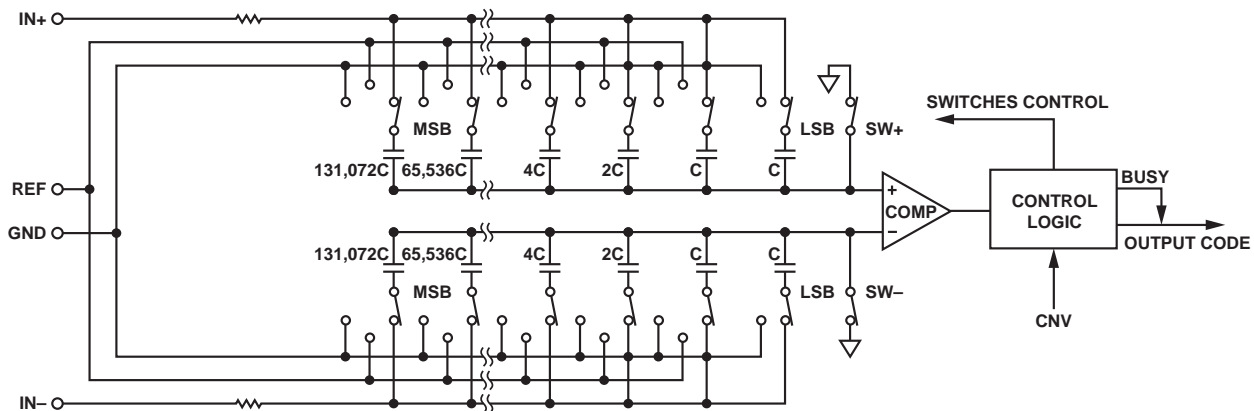 IN+
SWITCHES CONTROL
MSB
LSB
SW+
131,072C
65,536C
4C
2C
C
C
REF
BUSY
+
COMP
CONTROL
LOGIC
GND
–
OUTPUT CODE
131,072C
65,536C
4C
2C
C
C
MSB
LSB
SW–
CNV
IN–